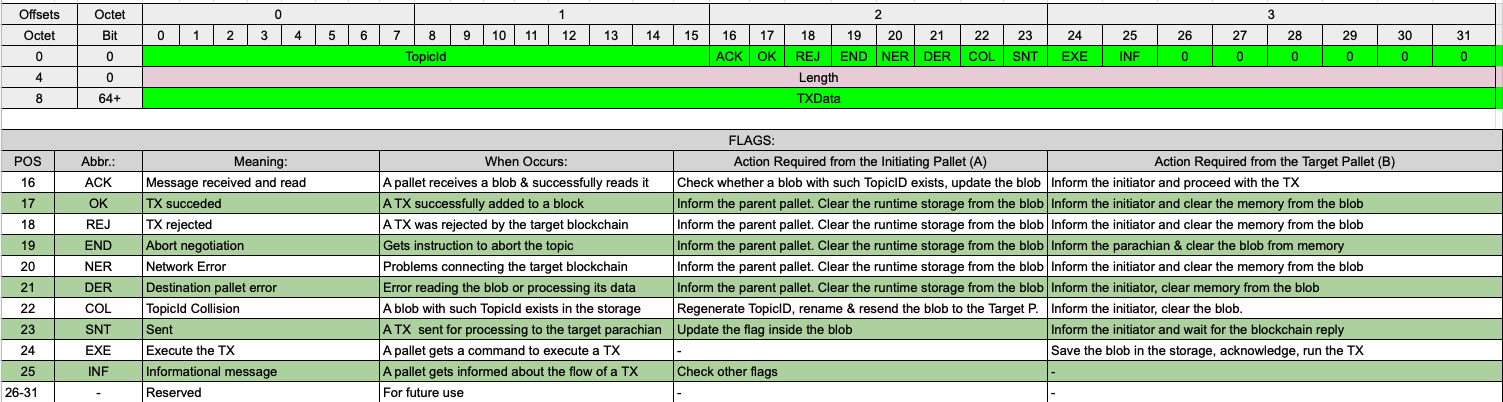 Offsets Octet 0 1 2 3
Octet Bit 0 1 2 3 4 5 6 7 8 9 10 11 12 13 14 15 16 17 18 19 20 21 22 23 24 25 26 27 28 29 30 31
0 0 TopicId ACK OK REJ END NER DER COL SNT EXE INF 0 0 0 0 0 0
4 0 Length
8 64+ TXData
FLAGS:
POS Abbr.: Meaning: When Occurs: Action Required from the Initiating Pallet (A) Action Required from the Target Pallet (B)
16 ACK Message received and read A pallet receives a blob & successfully reads it Check whether a blob with such TopicID exists, update the blob Inform the initiator and proceed with the TX
17 OK TX succeded A TX successfully added to a block Inform the parent pallet. Clear the runtime storage from the blob Inform the initiator and clear the memory from the blob
18 REJ TX rejected A TX was rejected by the target blockchain Inform the parent pallet. Clear the runtime storage from the blob Inform the initiator and clear the memory from the blob
19 END Abort negotiation Gets instruction to abort the topic Inform the parent pallet. Clear the runtime storage from the blob Inform the parachian & clear the blob from memory
20 NER Network Error Problems connecting the target blockchain Inform the parent pallet. Clear the runtime storage from the blob Inform the initiator and clear the memory from the blob
21 DER Destination pallet error Error reading the blob or processing its data Inform the parent pallet. Clear the runtime storage from the blob Inform the initiator, clear memory from the blob
22 COL TopicId Collision A blob with such TopicId exists in the storage Regenerate TopicID, rename & resend the blob to the Target P. Inform the initiator, clear the blob.
23 SNT Sent A TX sent for processing to the target parachian Update the flag inside the blob Inform the initiator and wait for the blockchain reply
24 EXE Execute the TX A pallet gets a command to execute a TX - Save the blob in the storage, acknowledge, run the TX
25 INF Informational message A pallet gets informed about the flow of a TX Check other flags -
26-31 - Reserved For future use - -